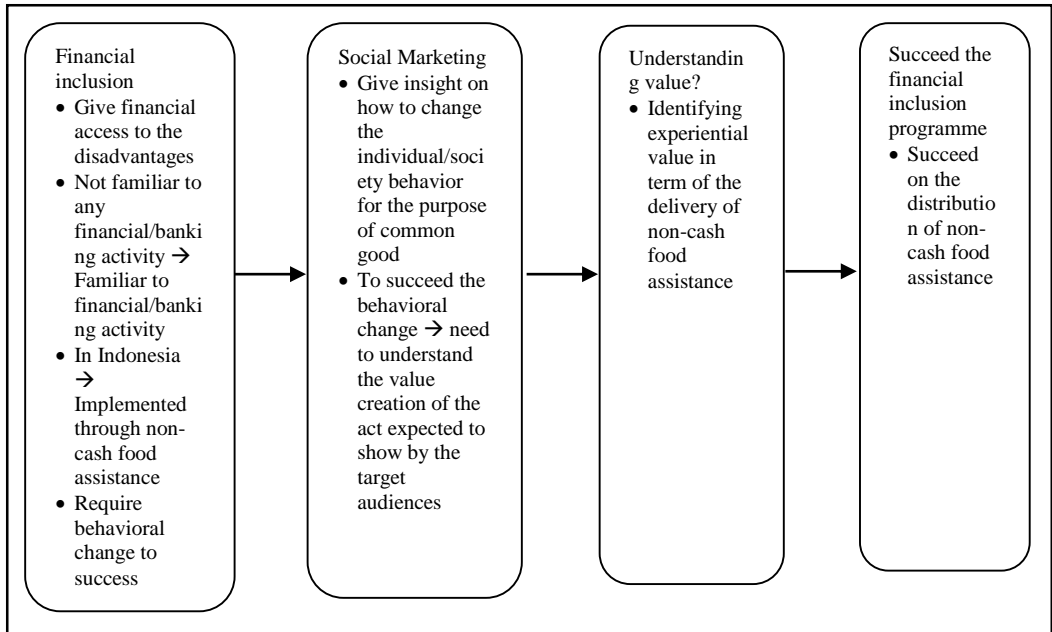 Financial
inclusion
• Give financial
access to the
disadvantages
• Not familiar to
any
financial/banki
ng activity →
Familiar to
financial/banki
ng activity
• In Indonesia
→
Implemented
through non-
cash food
assistance
• Require
behavioral
change to
success
Social Marketing
• Give insight on
how to change
the
individual/soci
ety behavior
for the purpose
of common
good
• To succeed the
behavioral
change → need
to understand
the value
creation of the
act expected to
show by the
target
audiences
Understandin
g value?
• Identifying
experiential
value in
term of the
delivery of
non-cash
food
assistance
Succeed the
financial
inclusion
programme
• Succeed
on the
distributio
n of non-
cash food
assistance